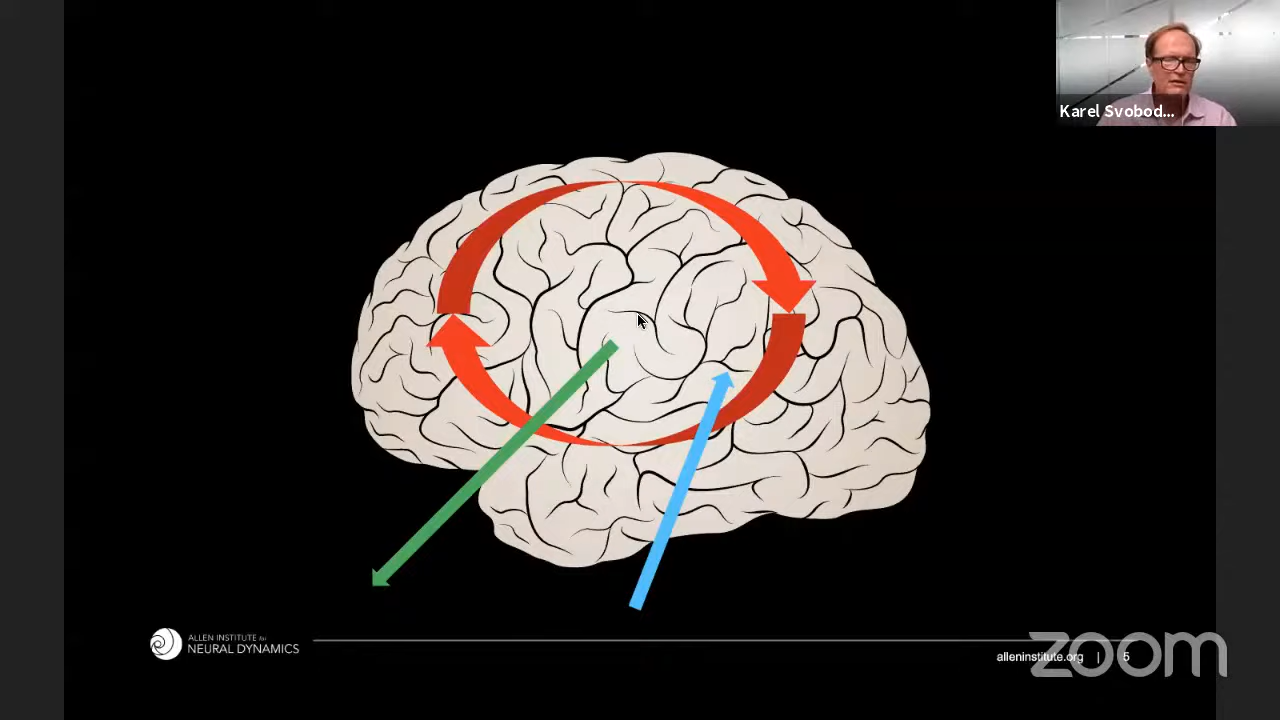 Karel Svobod...
ALLEN INSTITUTE for
NEURAL DYNAMICS
alleninstitute.org | 5
zoom